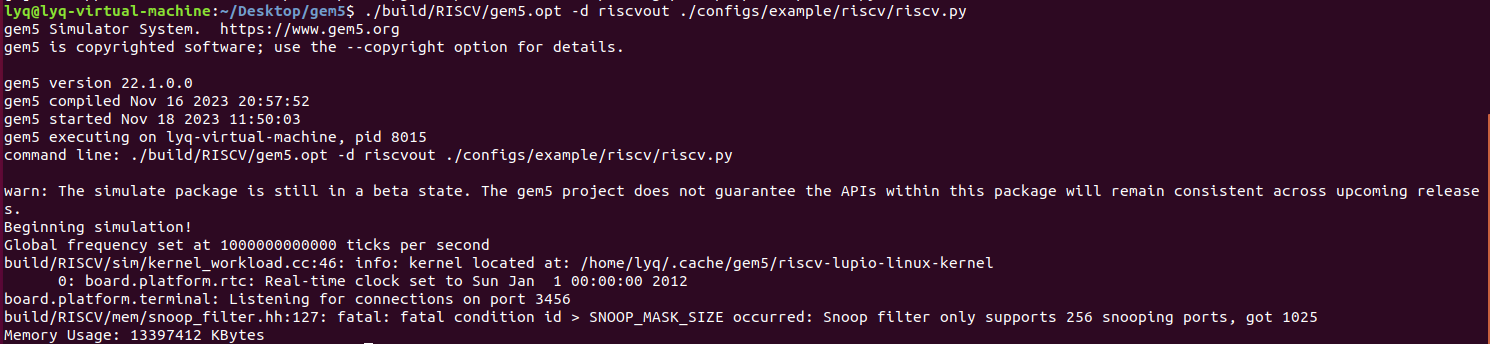 lyq@lyq-virtual-machine:~/Desktop/gem5$ ./build/RISCV/gem5.opt -d riscvout ./configs/example/riscv/riscv.py
gem5 Simulator System.  https://www.gem5.org
gem5 is copyrighted software; use the --copyright option for details.

gem5 version 22.1.0.0
gem5 compiled Nov 16 2023 20:57:52
gem5 started Nov 18 2023 11:50:03
gem5 executing on lyq-virtual-machine, pid 8015
command line: ./build/RISCV/gem5.opt -d riscvout ./configs/example/riscv/riscv.py

warn: The simulate package is still in a beta state. The gem5 project does not guarantee the APIs within this package will remain consistent across upcoming release
s.
Beginning simulation!
Global frequency set at 1000000000000 ticks per second
build/RISCV/sim/kernel_workload.cc:46: info: kernel located at: /home/lyq/.cache/gem5/riscv-lupio-linux-kernel
      0: board.platform.rtc: Real-time clock set to Sun Jan  1 00:00:00 2012
board.platform.terminal: Listening for connections on port 3456
build/RISCV/mem/snoop_filter.hh:127: fatal: fatal condition id > SNOOP_MASK_SIZE occurred: Snoop filter only supports 256 snooping ports, got 1025
Memory Usage: 13397412 KBytes